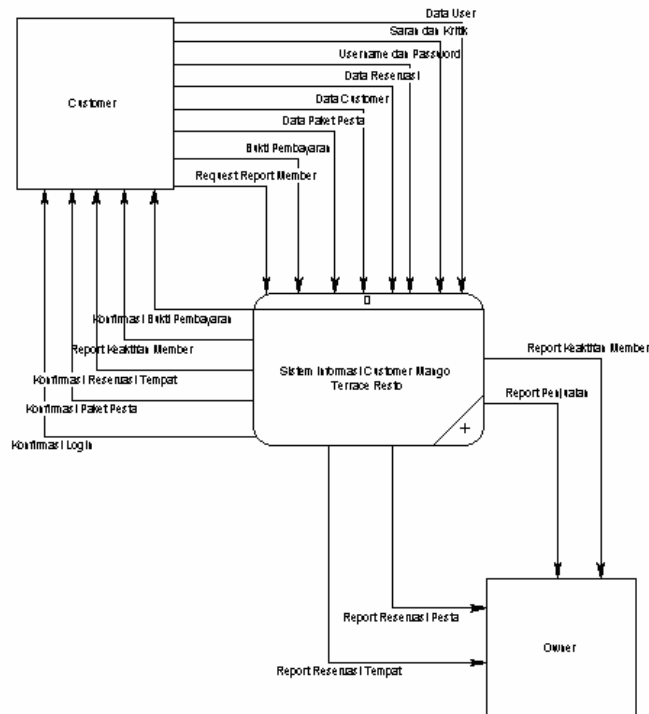 Data User
Saran dan Kritik
Username dan Password
Data Reservasi
Customer
Data Customer
Data Paket Pesta
Bukti Pembayaran
Request Report Member
0
Konfirmasi Bukti Pembayaran
Report Keaktifan Member
Konfirmasi Reservasi Tempat
Konfirmasi Paket Pesta
Konfirmasi Login
Sistem Informasi Customer Mango
Terrace Resto
+
Report Keaktifan Member
Report Penjualan
Report Reservasi Pesta
Report Reservasi Tempat
Owner